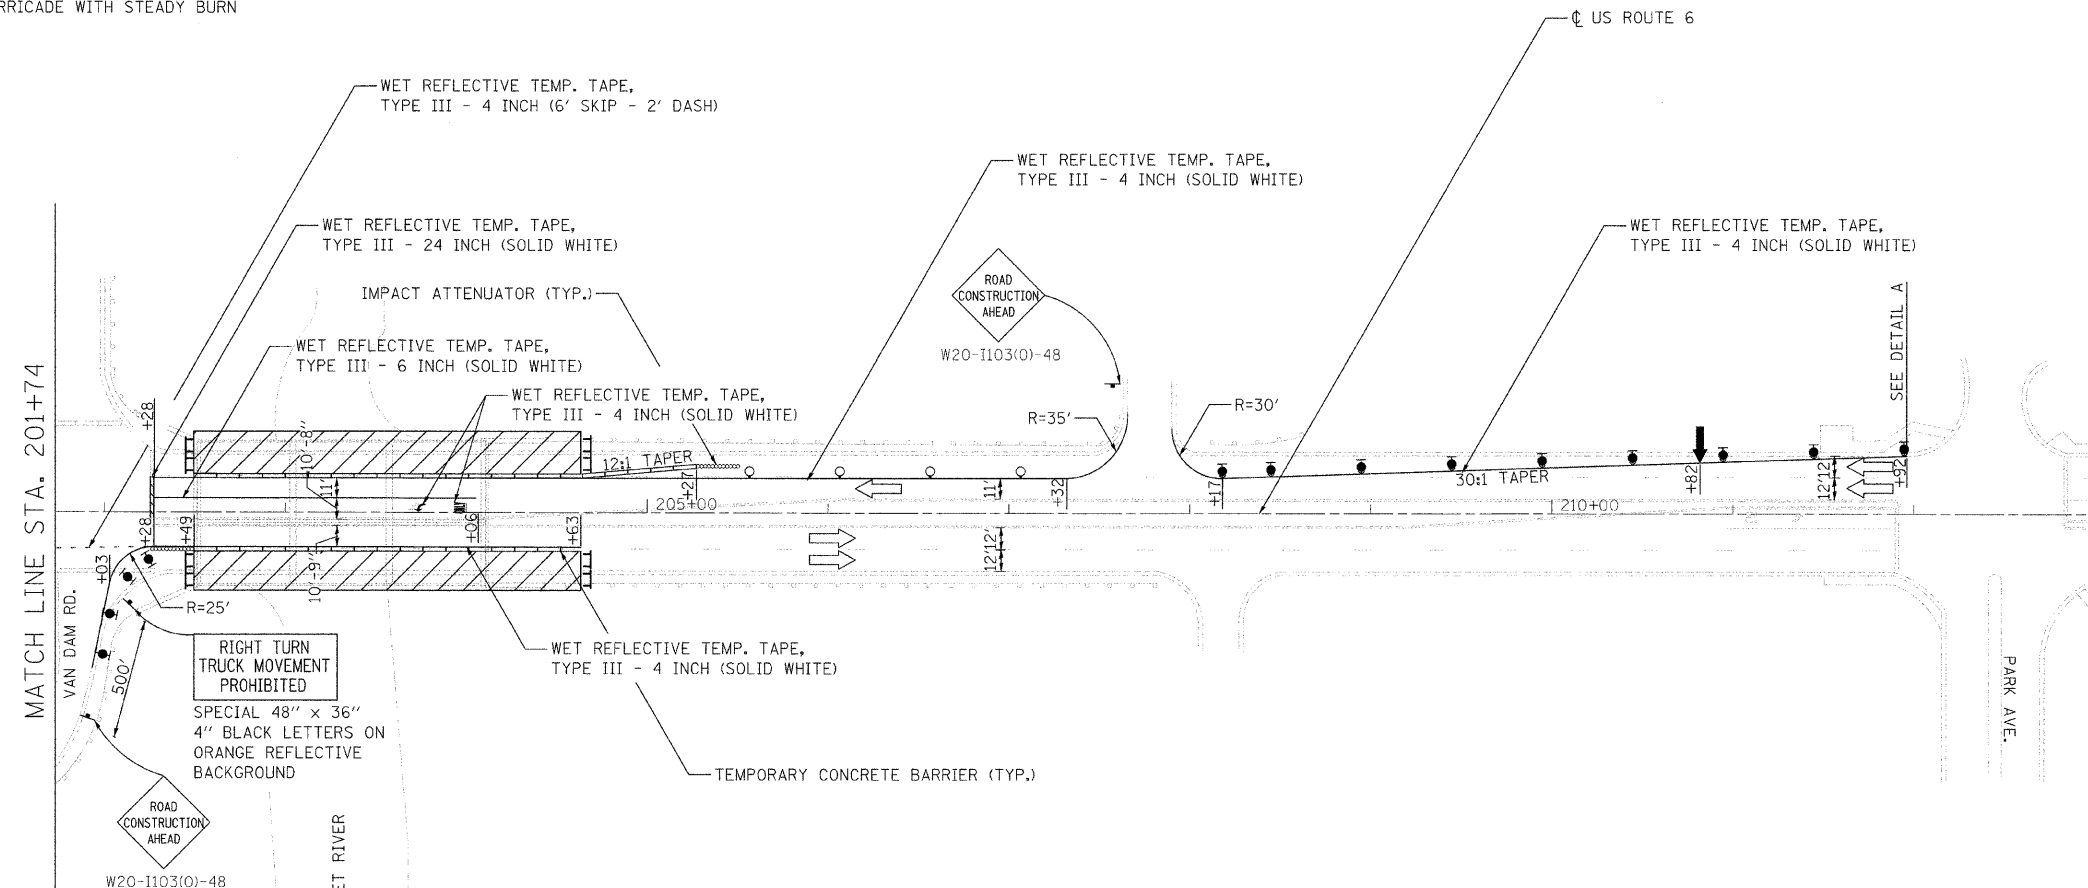 RRICADE WITH STEADY BURN
℄ US ROUTE 6
WET REFLECTIVE TEMP. TAPE,
TYPE III - 4 INCH (6' SKIP - 2' DASH)
WET REFLECTIVE TEMP. TAPE,
TYPE III - 4 INCH (SOLID WHITE)
WET REFLECTIVE TEMP. TAPE,
TYPE III - 24 INCH (SOLID WHITE)
WET REFLECTIVE TEMP. TAPE,
TYPE III - 4 INCH (SOLID WHITE)
IMPACT ATTENUATOR (TYP.)
ROAD
CONSTRUCTION
AHEAD
W20-I103(O)-48
SEE DETAIL A
WET REFLECTIVE TEMP. TAPE,
TYPE III - 6 INCH (SOLID WHITE)
WET REFLECTIVE TEMP. TAPE,
TYPE III - 4 INCH (SOLID WHITE)
MATCH LINE STA. 201+74
+28
10'-8"
12:1 TAPER
R=35'
R=30'
30:1 TAPER
+27
11'
11'
+32
+17
+82
12'
12'
+92
205+00
210+00
+28
+49
+06
+63
+03
10'-9"
12'
12'
R=25'
VAN DAM RD.
500'
RIGHT TURN
TRUCK MOVEMENT
PROHIBITED
SPECIAL 48" x 36"
4" BLACK LETTERS ON
ORANGE REFLECTIVE
BACKGROUND
WET REFLECTIVE TEMP. TAPE,
TYPE III - 4 INCH (SOLID WHITE)
TEMPORARY CONCRETE BARRIER (TYP.)
PARK AVE.
ROAD
CONSTRUCTION
AHEAD
W20-I103(O)-48
ET RIVER